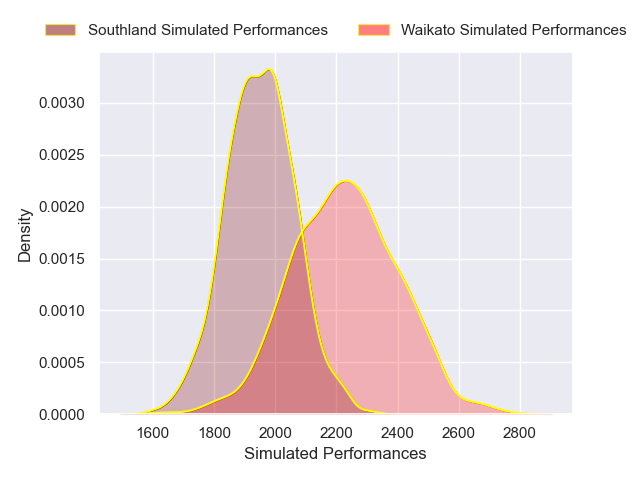 Southland Simulated Performances Waikato Simulated Performances
0.0030
0.0025
0.0020
0.0015
0.0010
0.0005
0.0000
Density
1600 1800 2000 2200 2400 2600 2800
Simulated Performances